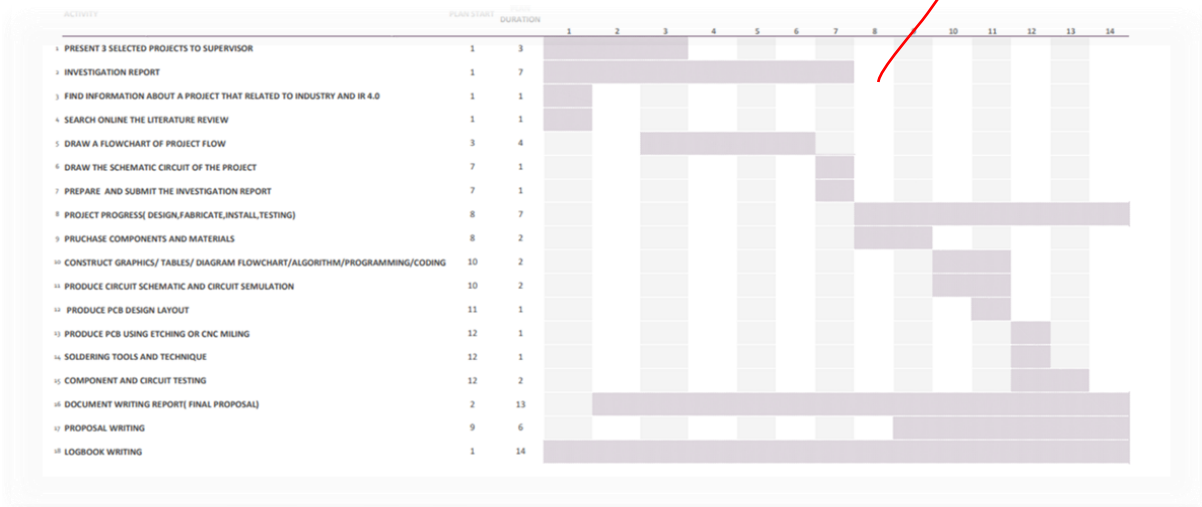 ACTIVITY PLAN START
DURATION
1 2 3 4 5 6 7 8 9 10 11 12 13 14
1 PRESENT 3 SELECTED PROJECTS TO SUPERVISOR 1 3
2 INVESTIGATION REPORT 1 7
3 FIND INFORMATION ABOUT A PROJECT THAT RELATED TO INDUSTRY AND IR 4.0 1 1
4 SEARCH ONLINE THE LITERATURE REVIEW 1 1
5 DRAW A FLOWCHART OF PROJECT FLOW 3 4
6 DRAW THE SCHEMATIC CIRCUIT OF THE PROJECT 7 1
7 PREPARE AND SUBMIT THE INVESTIGATION REPORT 7 1
8 PROJECT PROGRESS( DESIGN,FABRICATE,INSTALL,TESTING) 8 7
9 PRUCHASE COMPONENTS AND MATERIALS 8 2
10 CONSTRUCT GRAPHICS/ TABLES/ DIAGRAM FLOWCHART/ALGORITHM/PROGRAMMING/CODING 10 2
11 PRODUCE CIRCUIT SCHEMATIC AND CIRCUIT SEMULATION 10 2
12 PRODUCE PCB DESIGN LAYOUT 11 1
13 PRODUCE PCB USING ETCHING OR CNC MILING 12 1
14 SOLDERING TOOLS AND TECHNIQUE 12 1
15 COMPONENT AND CIRCUIT TESTING 12 2
16 DOCUMENT WRITING REPORT( FINAL PROPOSAL) 2 13
17 PROPOSAL WRITING 9 6
18 LOGBOOK WRITING 1 14